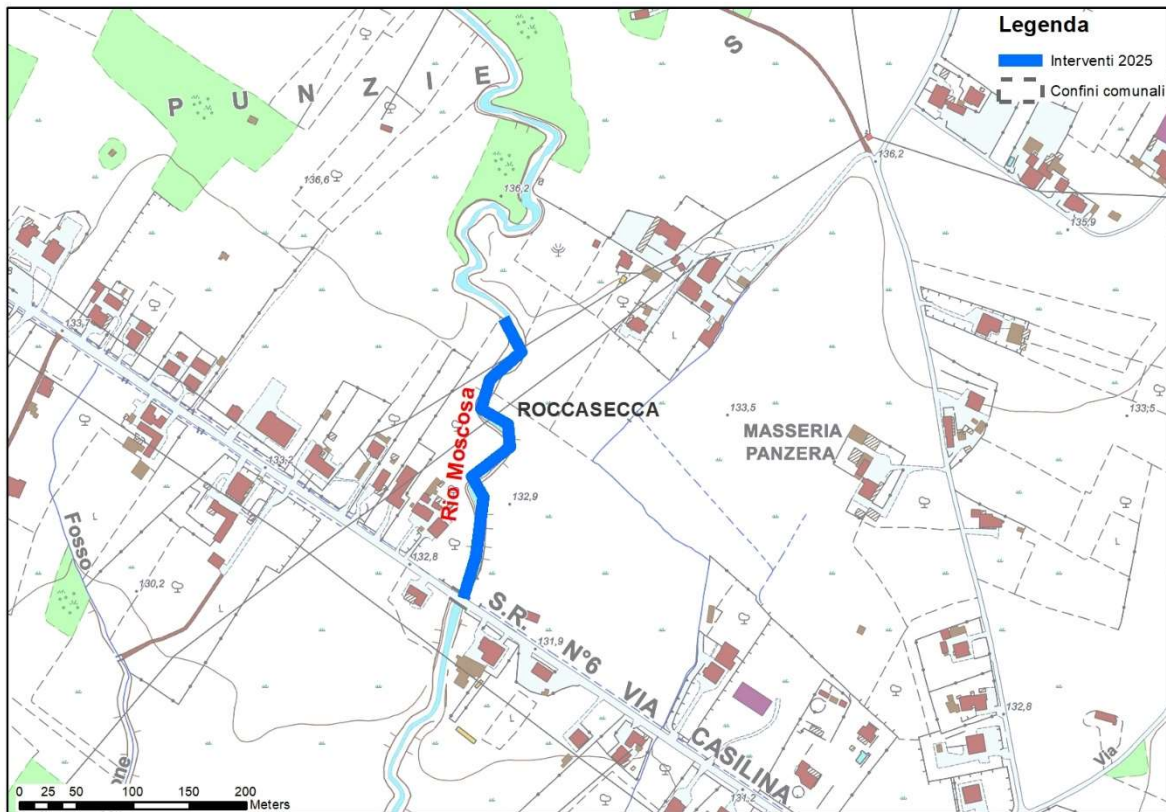 Legenda
Interventi 2025
Confini comunali
PUNZIE
S
136,2
136,6
136,2
135,9
133,7
Rio Moscosa
ROCCASECCA
133,5
133,5
MASSERIA
PANZERA
133,2
132,9
132,8
Fosso
130,2
L
L
L
L
S.R. N°6 VIA CASILINA
131,9
132,8
Via
one
131,2
0 25 50 100 150 200
Meters